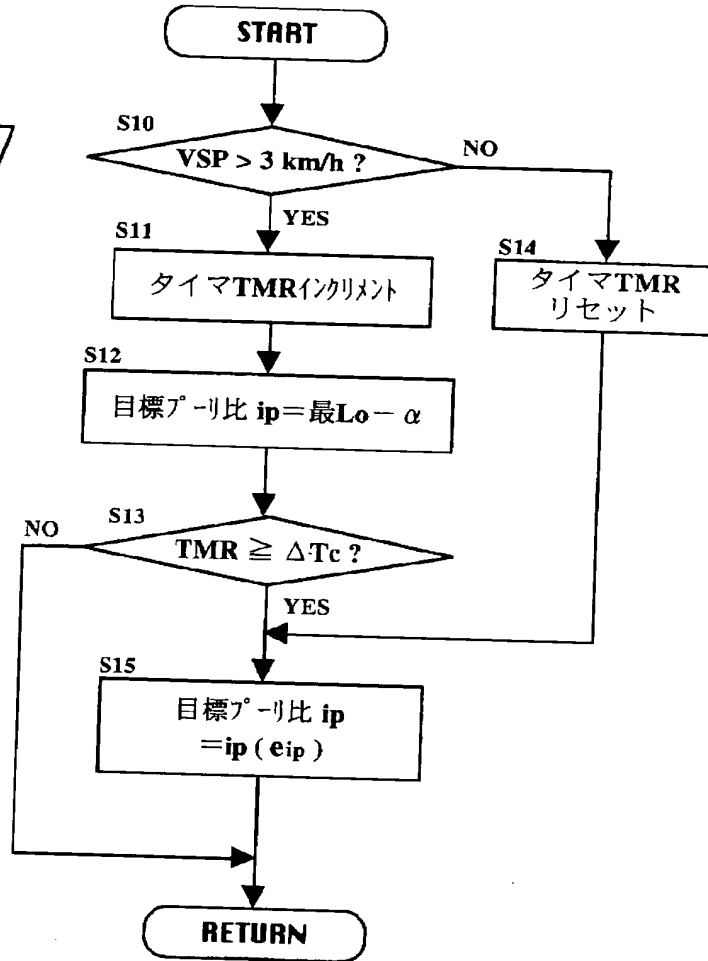 START
S10
VSP > 3 km/h ?
NO
YES
S11
タイマTMRインクリメント
S14
タイマTMR
リセット
S12
目標プーリ比 ip=最Lo− α
S13
NO
TMR ≧ ΔTc ?
YES
S15
目標プーリ比 ip
=ip ( eip )
RETURN